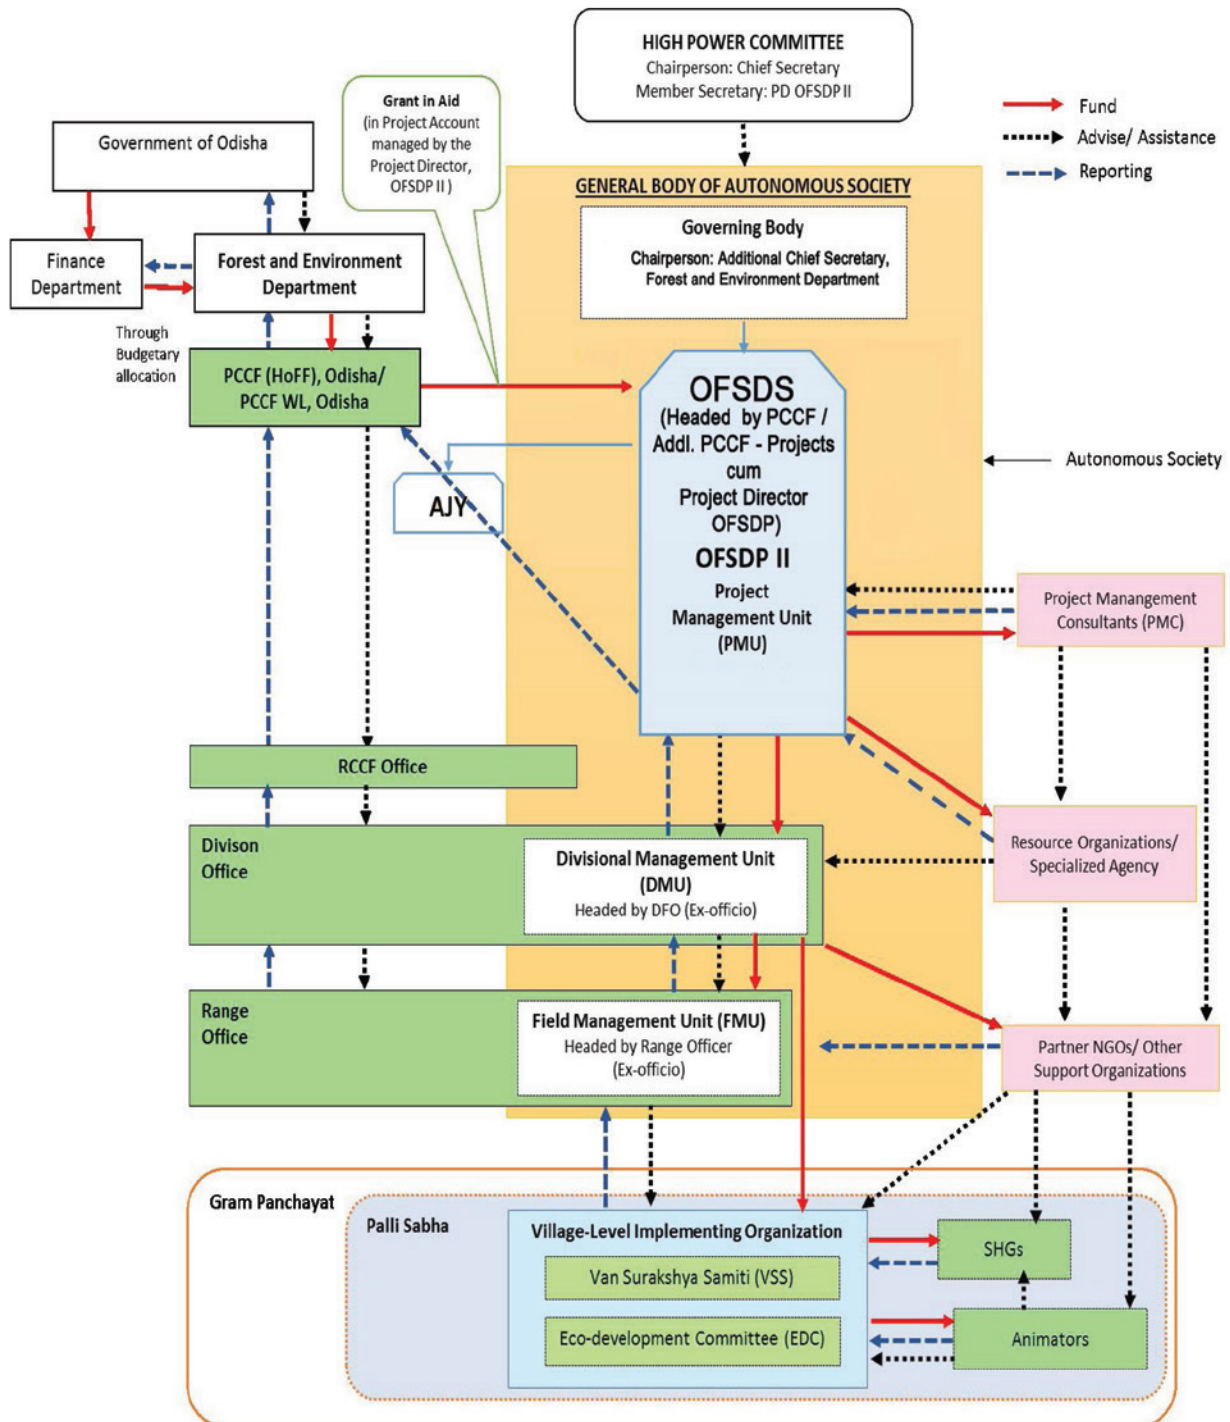 HIGH POWER COMMITTEE
Chairperson: Chief Secretary
Member Secretary: PD OFSDP II
Fund
Advise/ Assistance
Reporting
Grant in Aid
(in Project Account
managed by the
Project Director,
OFSDP II )
Government of Odisha
GENERAL BODY OF AUTONOMOUS SOCIETY
Governing Body
Chairperson: Additional Chief Secretary,
Forest and Environment Department
Finance
Department
Forest and Environment
Department
Through
Budgetary
allocation
PCCF (HoFF), Odisha/
PCCF WL, Odisha
OFSDS
(Headed by PCCF /
Addl. PCCF - Projects
cum
Project Director
OFSDP)
OFSDP II
Project
Management Unit
(PMU)
Autonomous Society
AJY
Project Manangement
Consultants (PMC)
RCCF Office
Divison
Office
Divisional Management Unit
(DMU)
Headed by DFO (Ex-officio)
Resource Organizations/
Specialized Agency
Range
Office
Field Management Unit (FMU)
Headed by Range Officer
(Ex-officio)
Partner NGOs/ Other
Support Organizations
Gram Panchayat
Palli Sabha
Village-Level Implementing Organization
Van Surakshya Samiti (VSS)
Eco-development Committee (EDC)
SHGs
Animators